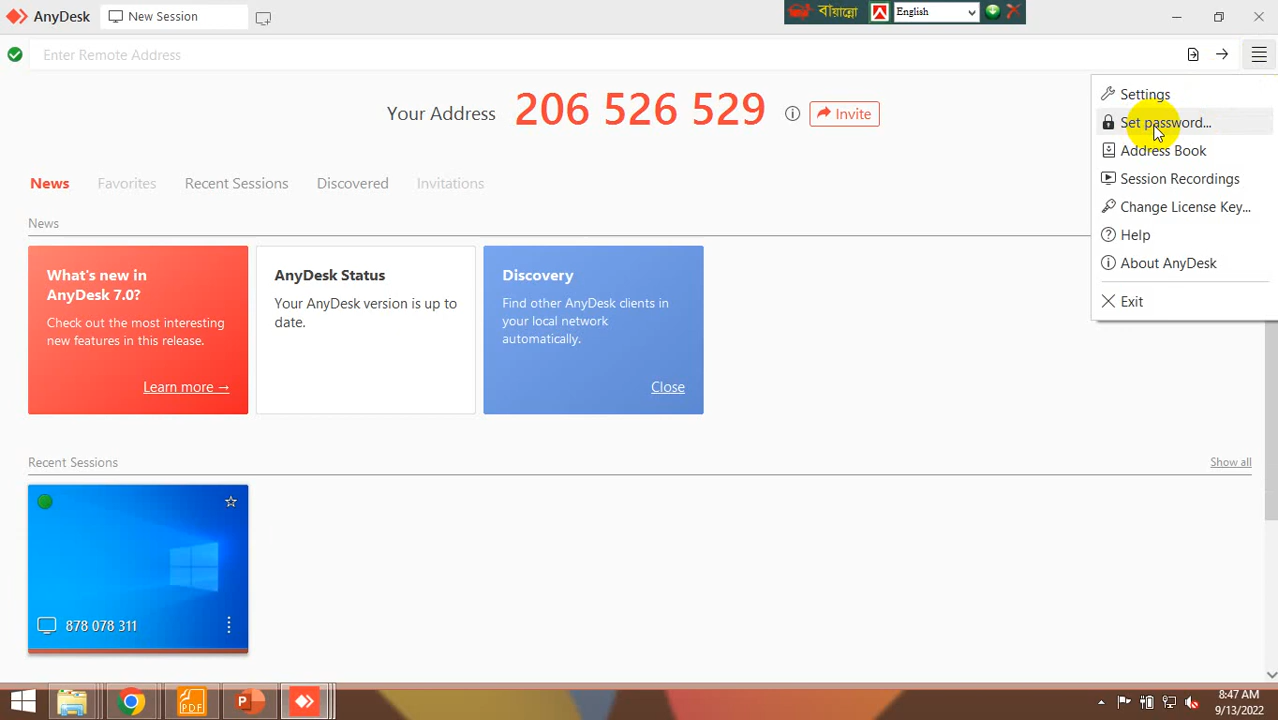 AnyDesk
New Session
বায়ান্নো
English
Enter Remote Address
Your Address
206 526 529
Invite
Settings
Set password...
Address Book
Session Recordings
Change License Key...
Help
About AnyDesk
Exit
News
Favorites
Recent Sessions
Discovered
Invitations
News
What's new in
AnyDesk 7.0?
Check out the most interesting
new features in this release.
Learn more →
AnyDesk Status
Your AnyDesk version is up to
date.
Discovery
Find other AnyDesk clients in
your local network
automatically.
Close
Recent Sessions
Show all
878 078 311
PDF
P
8:47 AM
9/13/2022